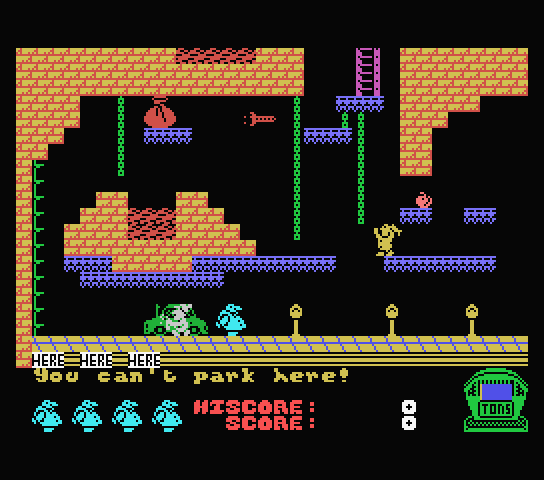 HERE HERE HERE
You can't park here!
HISCORE: 0
SCORE: 0
TONS